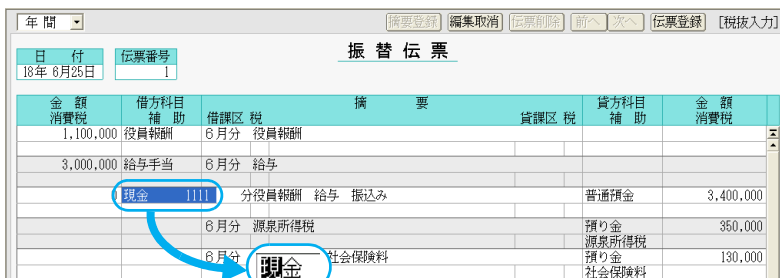 年間 摘要登録 編集取消 伝票削除 前へ 次へ 伝票登録 [税抜入力]
振替伝票
日付 伝票番号
18年 6月25日 1
金額 借方科目 摘要 貸方科目 金額
消費税 補助 借課区 税 貸課区 税 補助 消費税
1,100,000 役員報酬 6月分 役員報酬
3,000,000 給与手当 6月分 給与
現金 1111 分役員報酬 給与 振込み 普通預金 3,400,000
6月分 源泉所得税 預り金 350,000
源泉所得税
6月分 社会保険料 預り金 130,000
現金 社会保険料